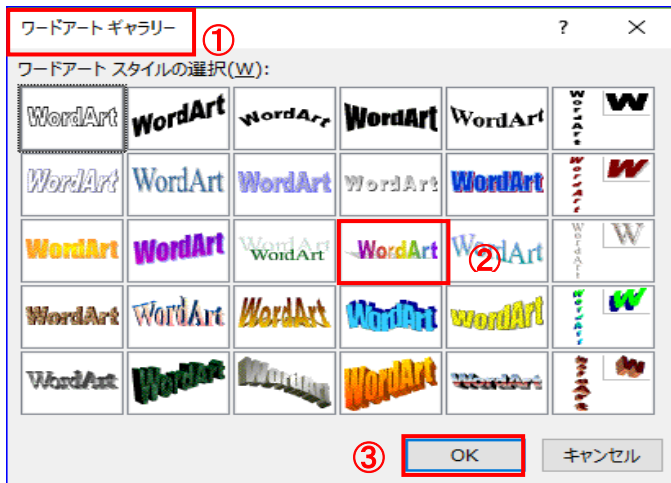 ワードアート ギャラリー ① ? ×
ワードアート スタイルの選択(W):
WordArt WordArt WordArt WordArt WordArt WordArt W
WordArt WordArt WordArt WordArt WordArt WordArt W
WordArt WordArt WordArt WordArt ② WordArt WordArt W
WordArt WordArt WordArt WordArt WordArt WordArt W
WordArt WordArt WordArt WordArt WordArt WordArt W
③ OK キャンセル